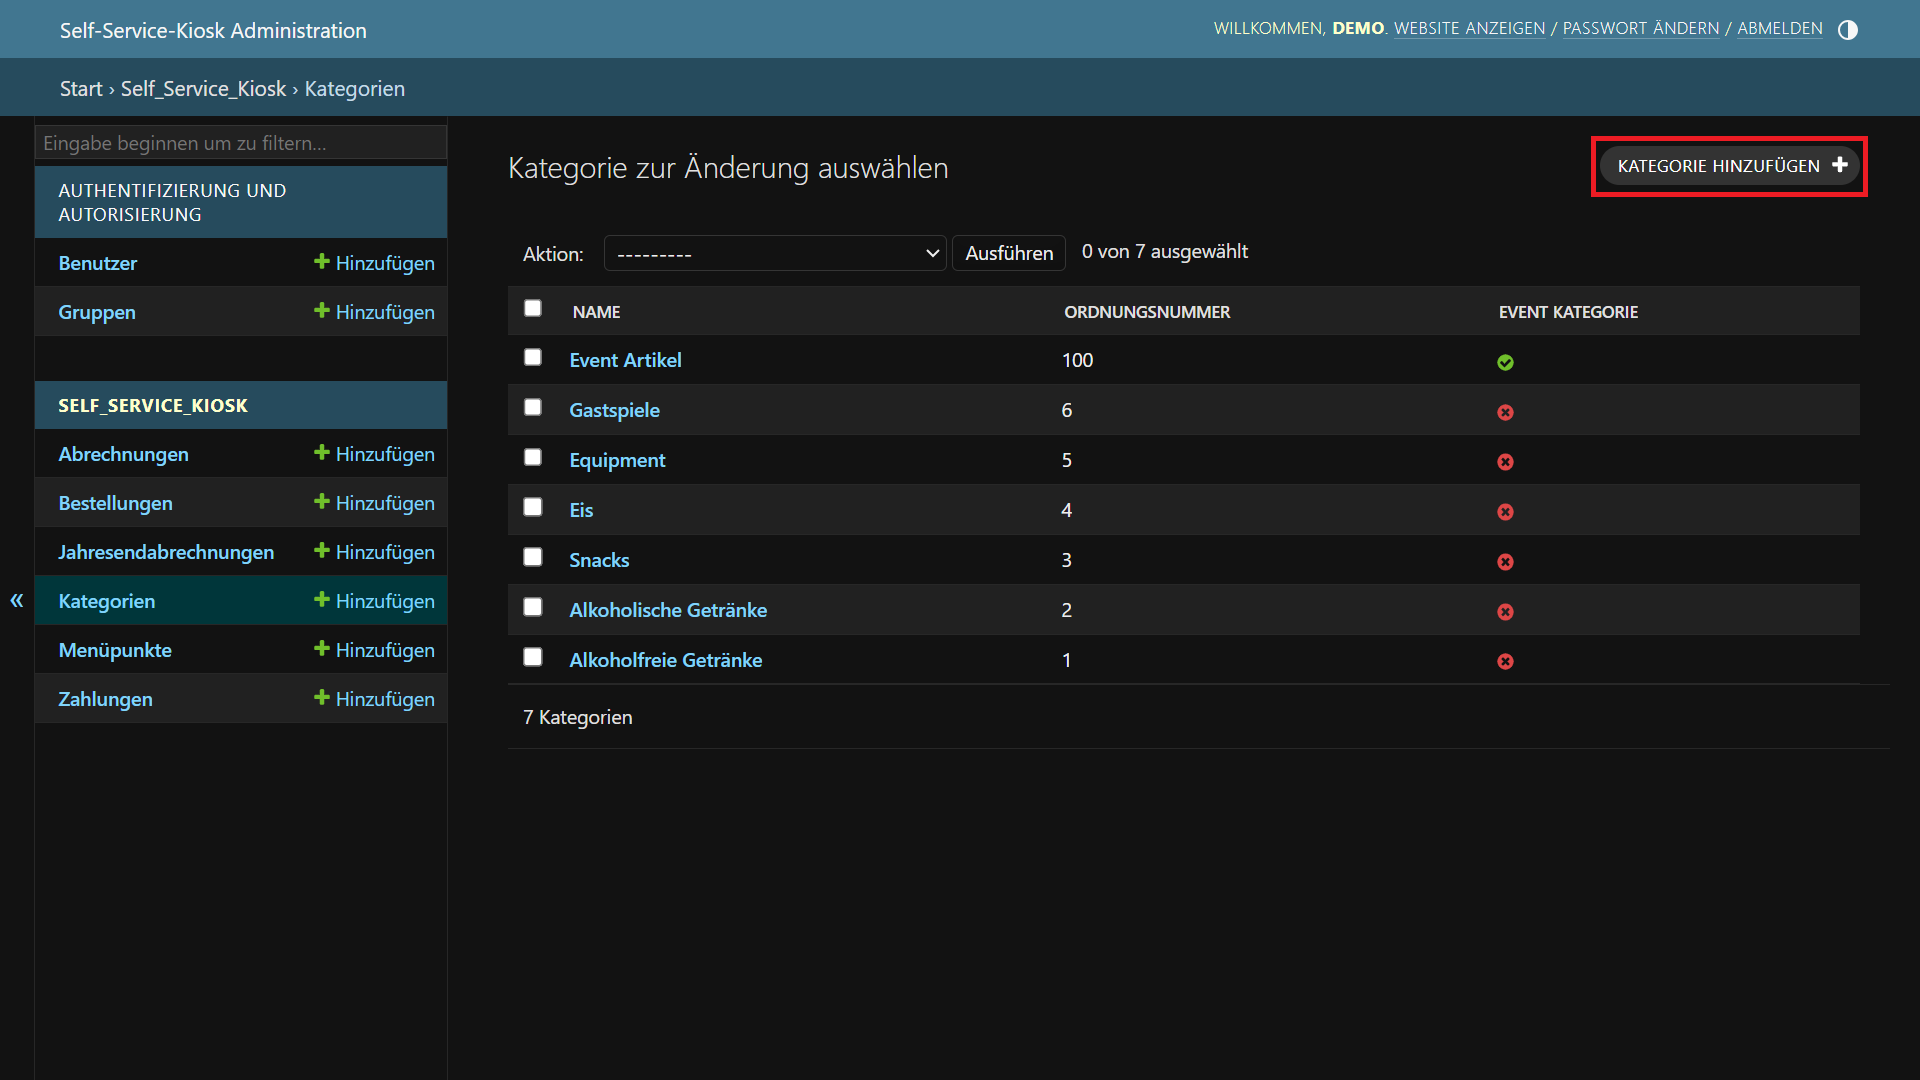 Self-Service-Kiosk Administration
WILLKOMMEN, DEMO. WEBSITE ANZEIGEN / PASSWORT ÄNDERN / ABMELDEN
Start › Self_Service_Kiosk › Kategorien
Eingabe beginnen um zu filtern...
AUTHENTIFIZIERUNG UND
AUTORISIERUNG
Benutzer Hinzufügen
Gruppen Hinzufügen
SELF_SERVICE_KIOSK
Abrechnungen Hinzufügen
Bestellungen Hinzufügen
Jahresendabrechnungen Hinzufügen
«
Kategorien Hinzufügen
Menüpunkte Hinzufügen
Zahlungen Hinzufügen
Kategorie zur Änderung auswählen
KATEGORIE HINZUFÜGEN
Aktion: --------- Ausführen 0 von 7 ausgewählt
NAME ORDNUNGSNUMMER EVENT KATEGORIE
Event Artikel 100
Gastspiele 6
Equipment 5
Eis 4
Snacks 3
Alkoholische Getränke 2
Alkoholfreie Getränke 1
7 Kategorien